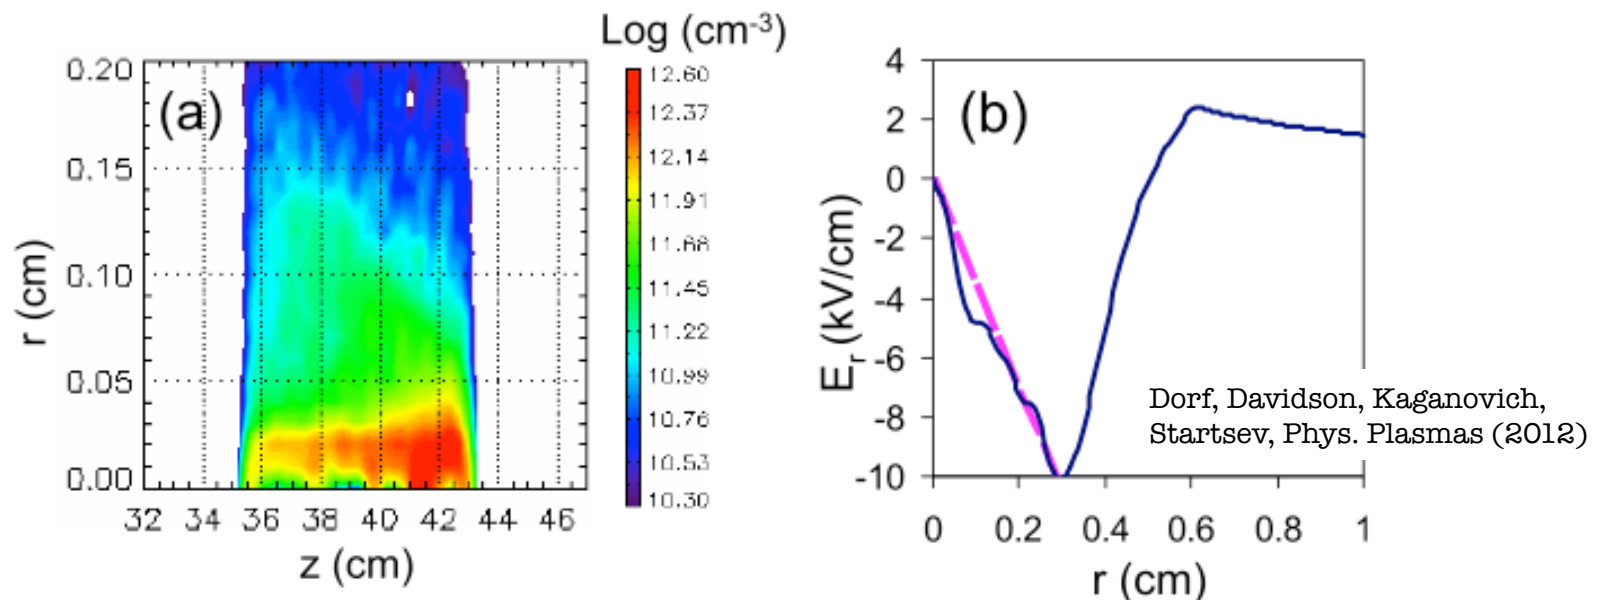 Log (cm-3)
(a)
0.20
0.15
0.10
0.05
0.00
r (cm)
32 34 36 38 40 42 44 46
z (cm)
12.60
12.37
12.14
11.91
11.68
11.45
11.22
10.99
10.76
10.53
10.30
(b)
4
2
0
-2
-4
-6
-8
-10
Er (kV/cm)
0 0.2 0.4 0.6 0.8 1
r (cm)
Dorf, Davidson, Kaganovich,
Startsev, Phys. Plasmas (2012)